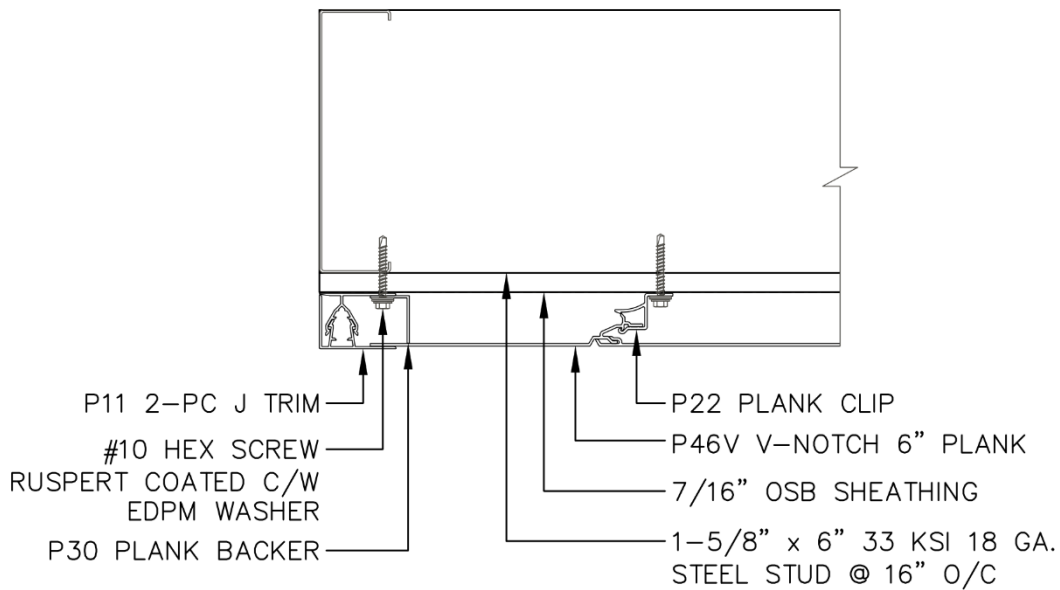 P11 2-PC J TRIM
#10 HEX SCREW
RUSPERT COATED C/W
EDPM WASHER
P30 PLANK BACKER
P22 PLANK CLIP
P46V V-NOTCH 6" PLANK
7/16" OSB SHEATHING
1-5/8" x 6" 33 KSI 18 GA.
STEEL STUD @ 16" O/C